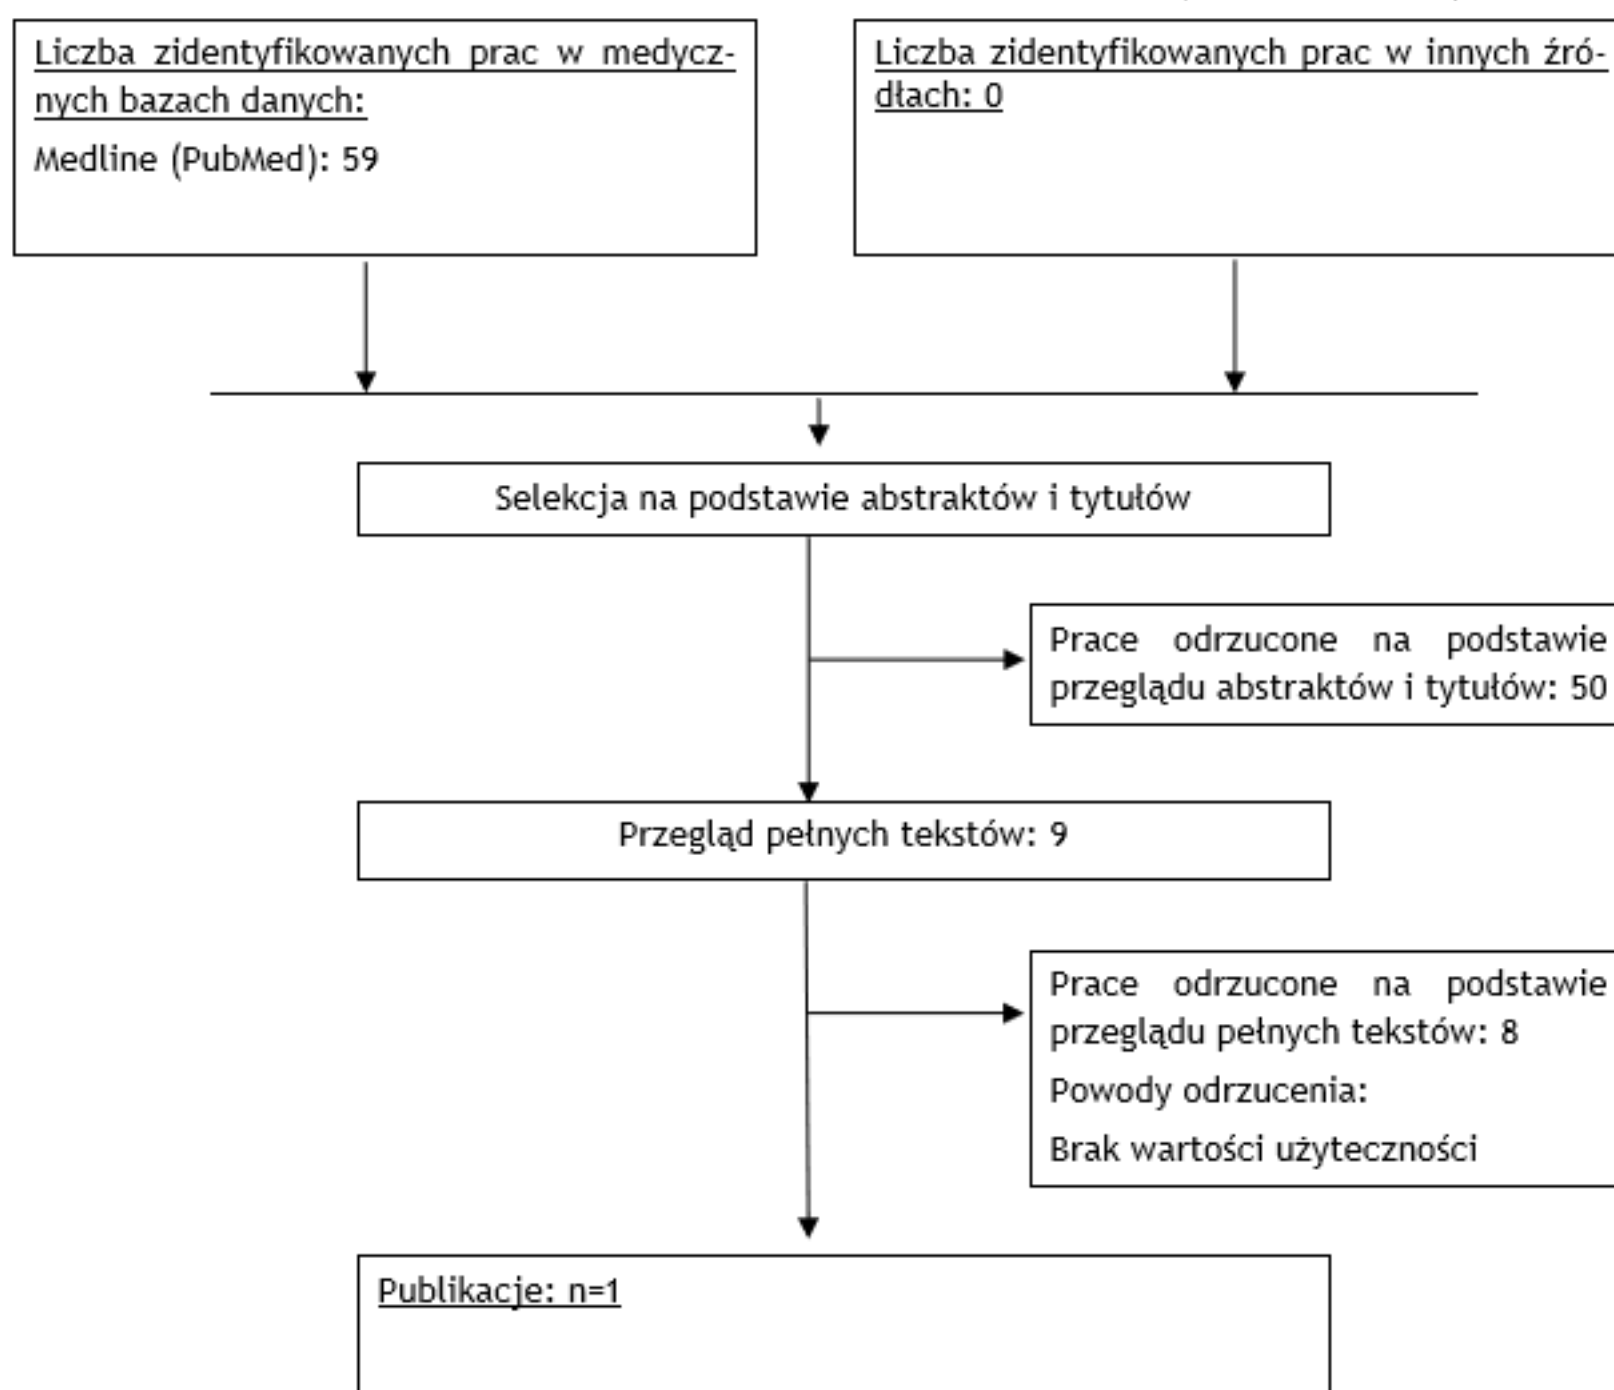 Liczba zidentyfikowanych prac w medycz-
nych bazach danych:
Medline (PubMed): 59
Liczba zidentyfikowanych prac w innych źró-
dłach: 0
Selekcja na podstawie abstraktów i tytułów
Prace odrzucone na podstawie
przeglądu abstraktów i tytułów: 50
Przegląd pełnych tekstów: 9
Prace odrzucone na podstawie
przeglądu pełnych tekstów: 8
Powody odrzucenia:
Brak wartości użyteczności
Publikacje: n=1